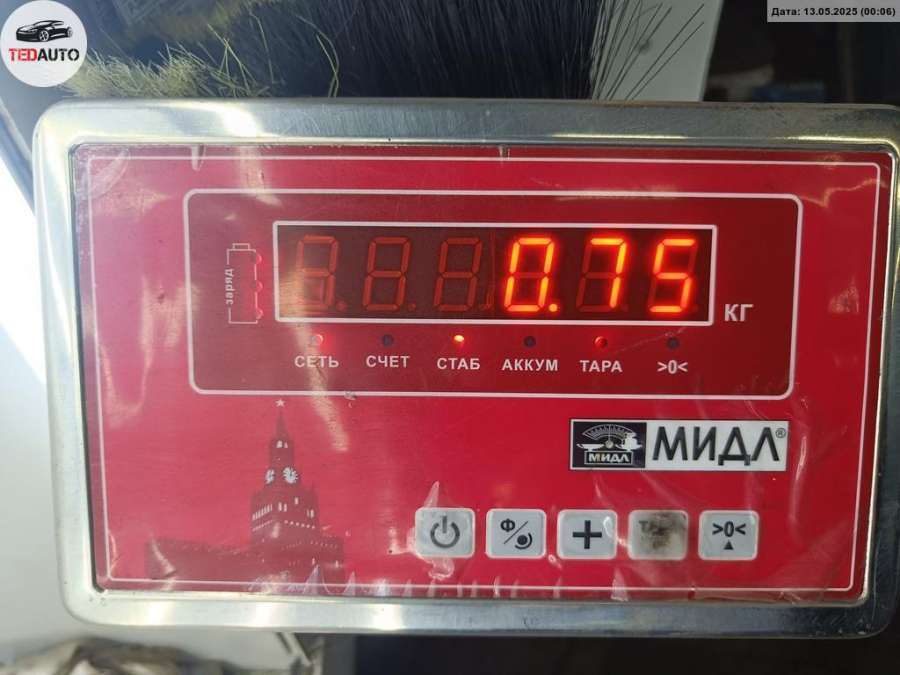 TEDAUTO
Дата: 13.05.2025 (00:06)
заряд
0.75
КГ
СЕТЬ СЧЕТ СТАБ АККУМ ТАРА >0<
МИДЛ МИДЛ®
Ф + >0<